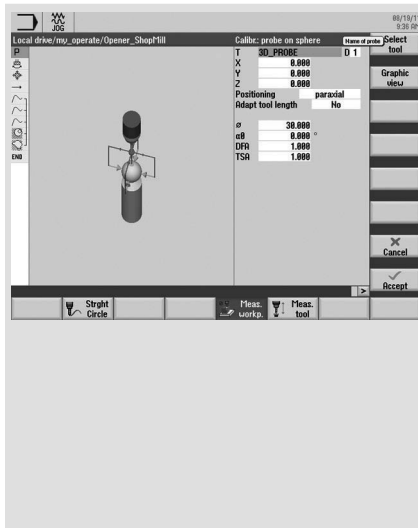 JOG
08/19/1
9:36 AM
Local drive/my_operate/Opener_ShopMill
Calibr: probe on sphere
Name of probe
Select
tool
P
T 3D_PROBE D 1
X 0.000
Y 0.000
Z 0.000
Positioning paraxial
Adapt tool length No
Graphic
view
ø 30.000
α0 0.000 °
DFA 1.000
TSA 1.000
END
Cancel
Accept
>
Strght
Circle
Meas.
workp.
Meas.
tool